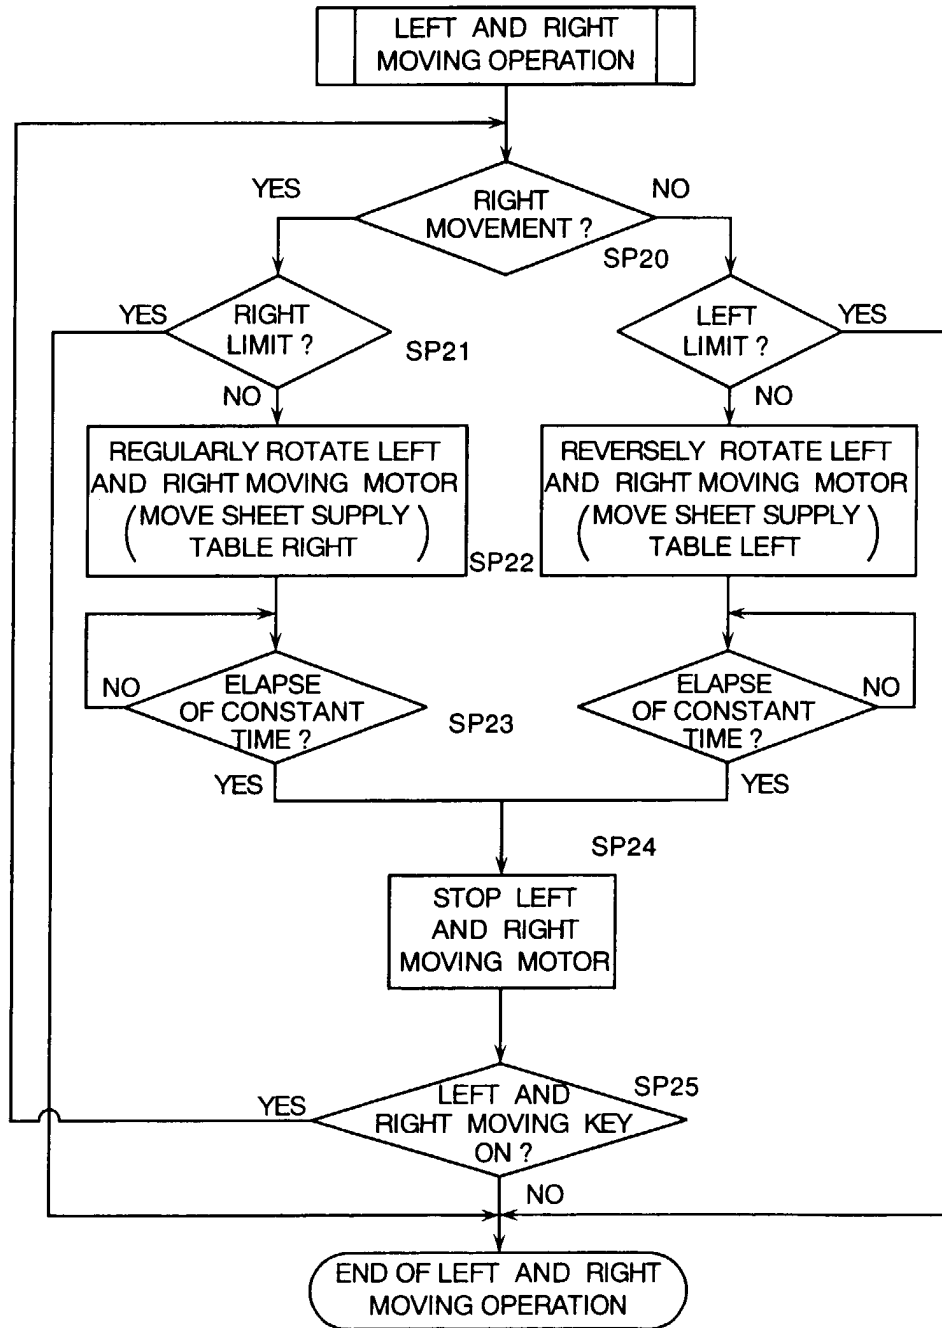 LEFT AND RIGHT
MOVING OPERATION
YES
NO
RIGHT
MOVEMENT ?
SP20
YES
RIGHT
LIMIT ?
SP21
NO
LEFT
LIMIT ?
YES
NO
REGULARLY ROTATE LEFT
AND RIGHT MOVING MOTOR
(MOVE SHEET SUPPLY
TABLE RIGHT)
SP22
REVERSELY ROTATE LEFT
AND RIGHT MOVING MOTOR
(MOVE SHEET SUPPLY
TABLE LEFT)
NO
ELAPSE
OF CONSTANT
TIME ?
SP23
YES
ELAPSE
OF CONSTANT
TIME ?
NO
YES
SP24
STOP LEFT
AND RIGHT
MOVING MOTOR
YES
LEFT AND
RIGHT MOVING KEY
ON ?
SP25
NO
END OF LEFT AND RIGHT
MOVING OPERATION